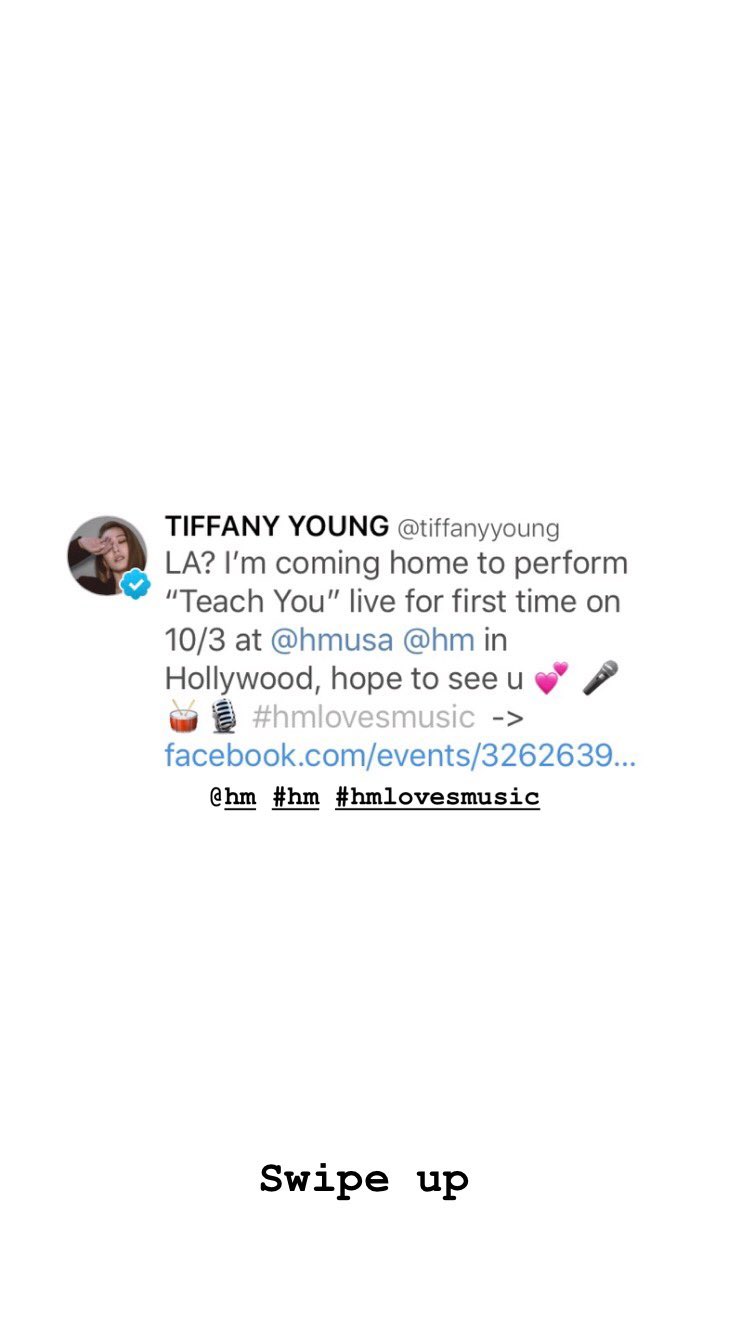 TIFFANY YOUNG @tiffanyyoung
LA? I’m coming home to perform
“Teach You” live for first time on
10/3 at @hmusa @hm in
Hollywood, hope to see u 💕 🎤
🥁🎙️ #hmlovesmusic ->
facebook.com/events/3262639...
@hm #hm #hmlovesmusic
Swipe up